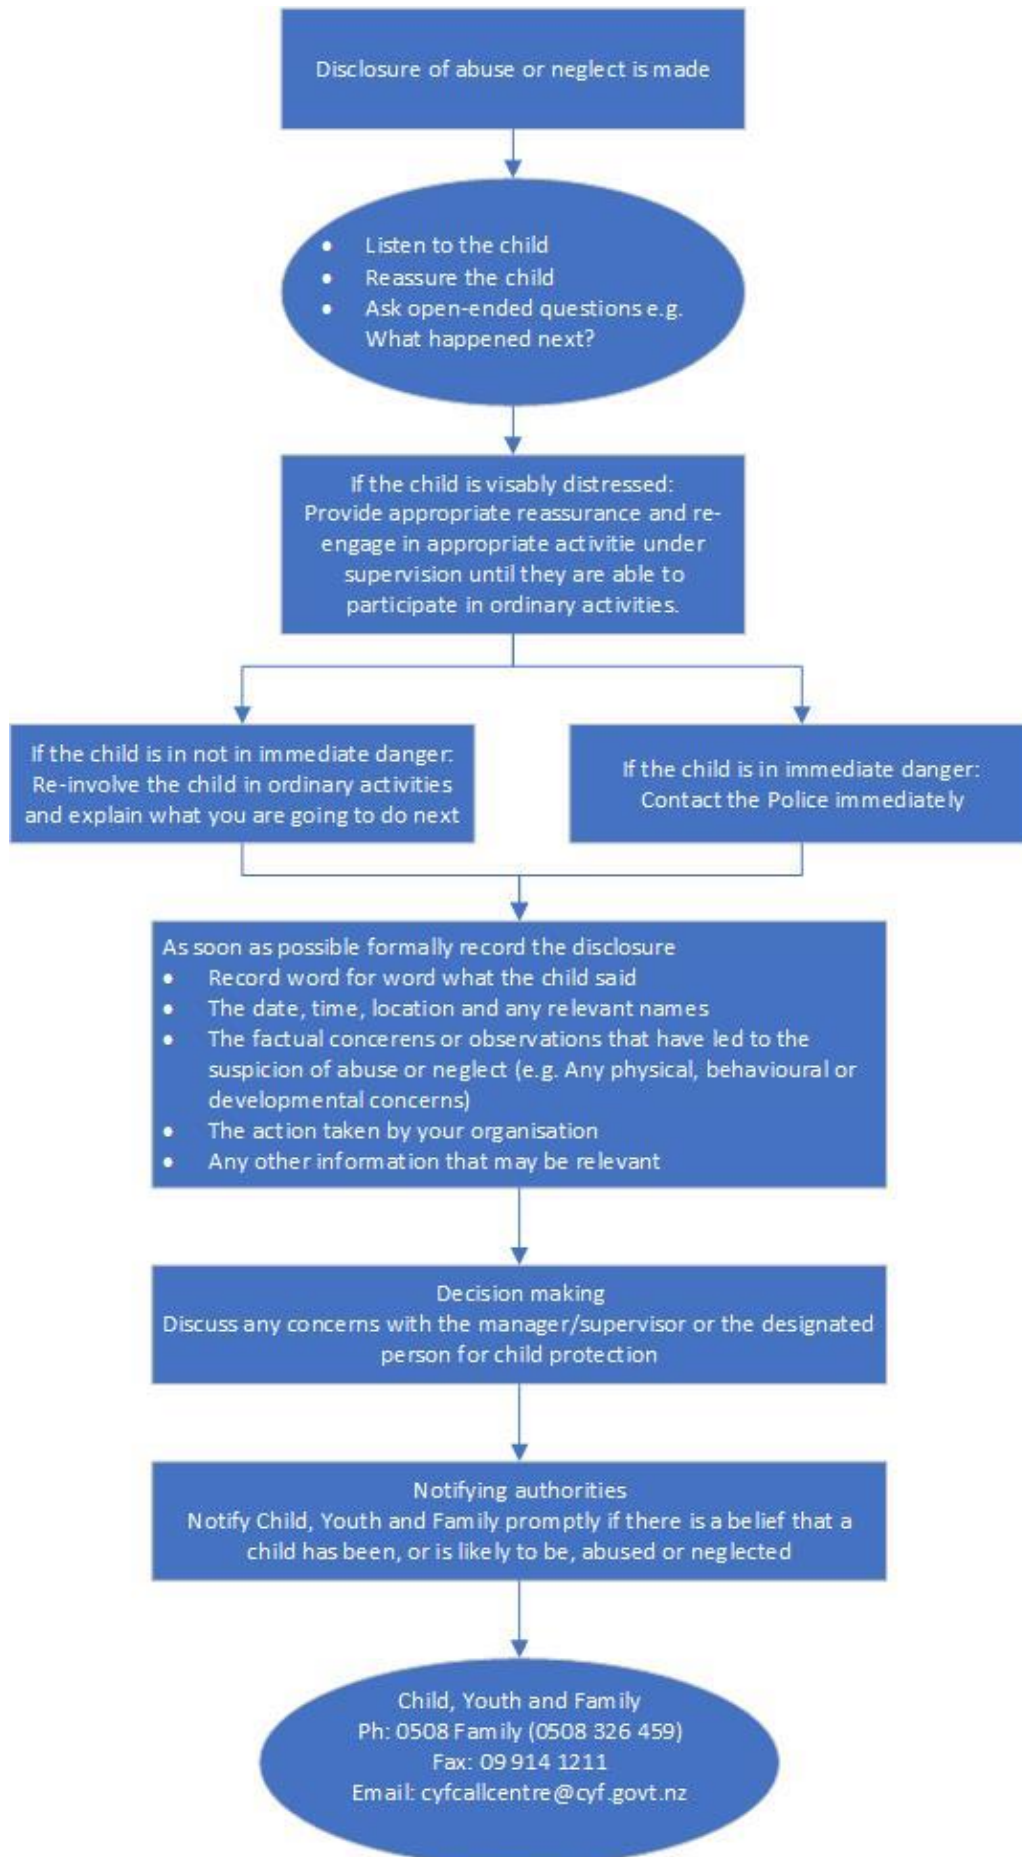 Disclosure of abuse or neglect is made
• Listen to the child
• Reassure the child
• Ask open-ended questions e.g.
What happened next?
If the child is visably distressed:
Provide appropriate reassurance and re-
engage in appropriate activitie under
supervision until they are able to
participate in ordinary activities.
If the child is in not in immediate danger:
Re-involve the child in ordinary activities
and explain what you are going to do next
If the child is in immediate danger:
Contact the Police immediately
As soon as possible formally record the disclosure
• Record word for word what the child said
• The date, time, location and any relevant names
• The factual concerens or observations that have led to the
suspicion of abuse or neglect (e.g. Any physical, behavioural or
developmental concerns)
• The action taken by your organisation
• Any other information that may be relevant
Decision making
Discuss any concerns with the manager/supervisor or the designated
person for child protection
Notifying authorities
Notify Child, Youth and Family promptly if there is a belief that a
child has been, or is likely to be, abused or neglected
Child, Youth and Family
Ph: 0508 Family (0508 326 459)
Fax: 09 914 1211
Email: cyfcallcentre@cyf.govt.nz